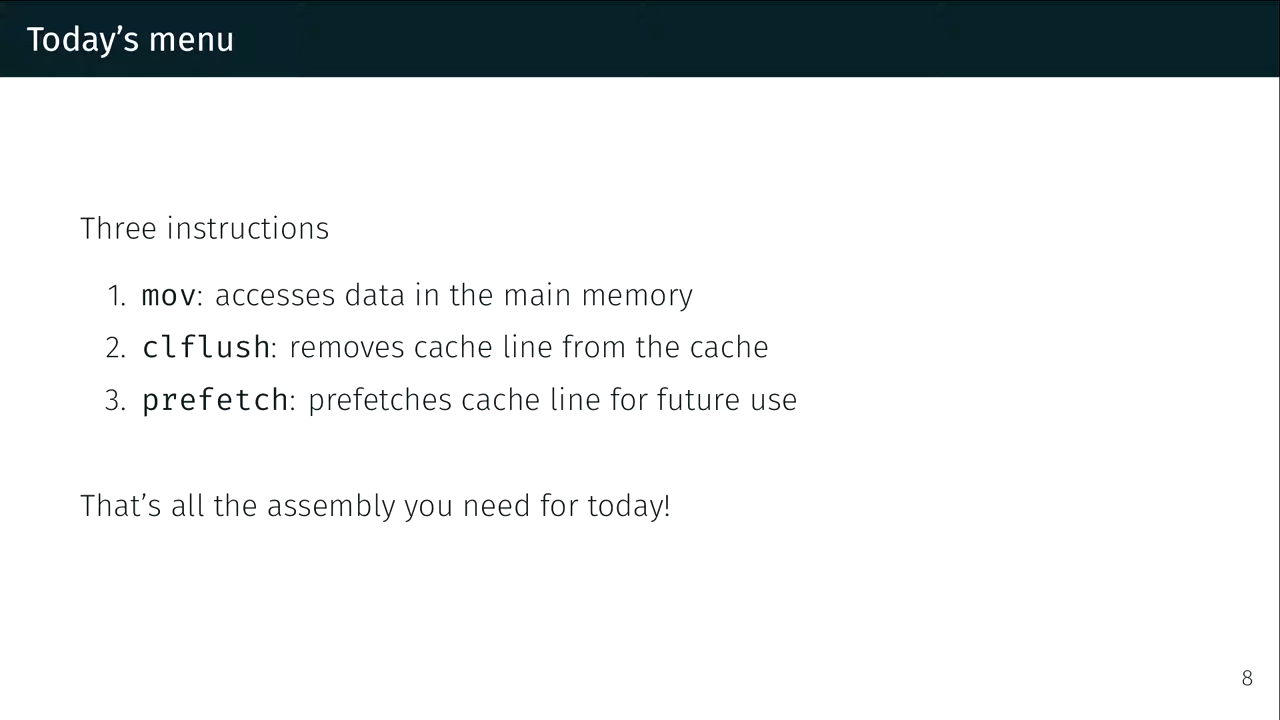 Today’s menu
Three instructions
1. mov: accesses data in the main memory
2. clflush: removes cache line from the cache
3. prefetch: prefetches cache line for future use
That’s all the assembly you need for today!
8